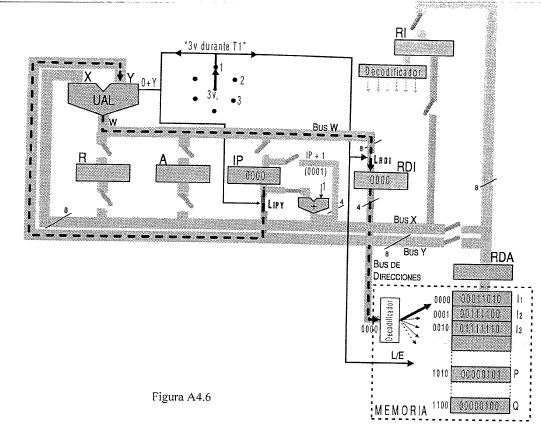 "3v durante T1"
RI
Decodificador
X
Y
0+Y
1
2
3
3v.
UAL
W
BUS W
8
R
A
IP
IP + 1
(0001)
LRDI
RDI
0000
0000
1
+
4
4
LIPY
8
8
BUS X
BUS Y
8
RDA
BUS DE
DIRECCIONES
0000
Decodificador
0000
00011010
I1
0001
00111100
I2
0010
01111110
I3
L/E
1010
00000101
P
1100
00000100
Q
MEMORIA
Figura A4.6